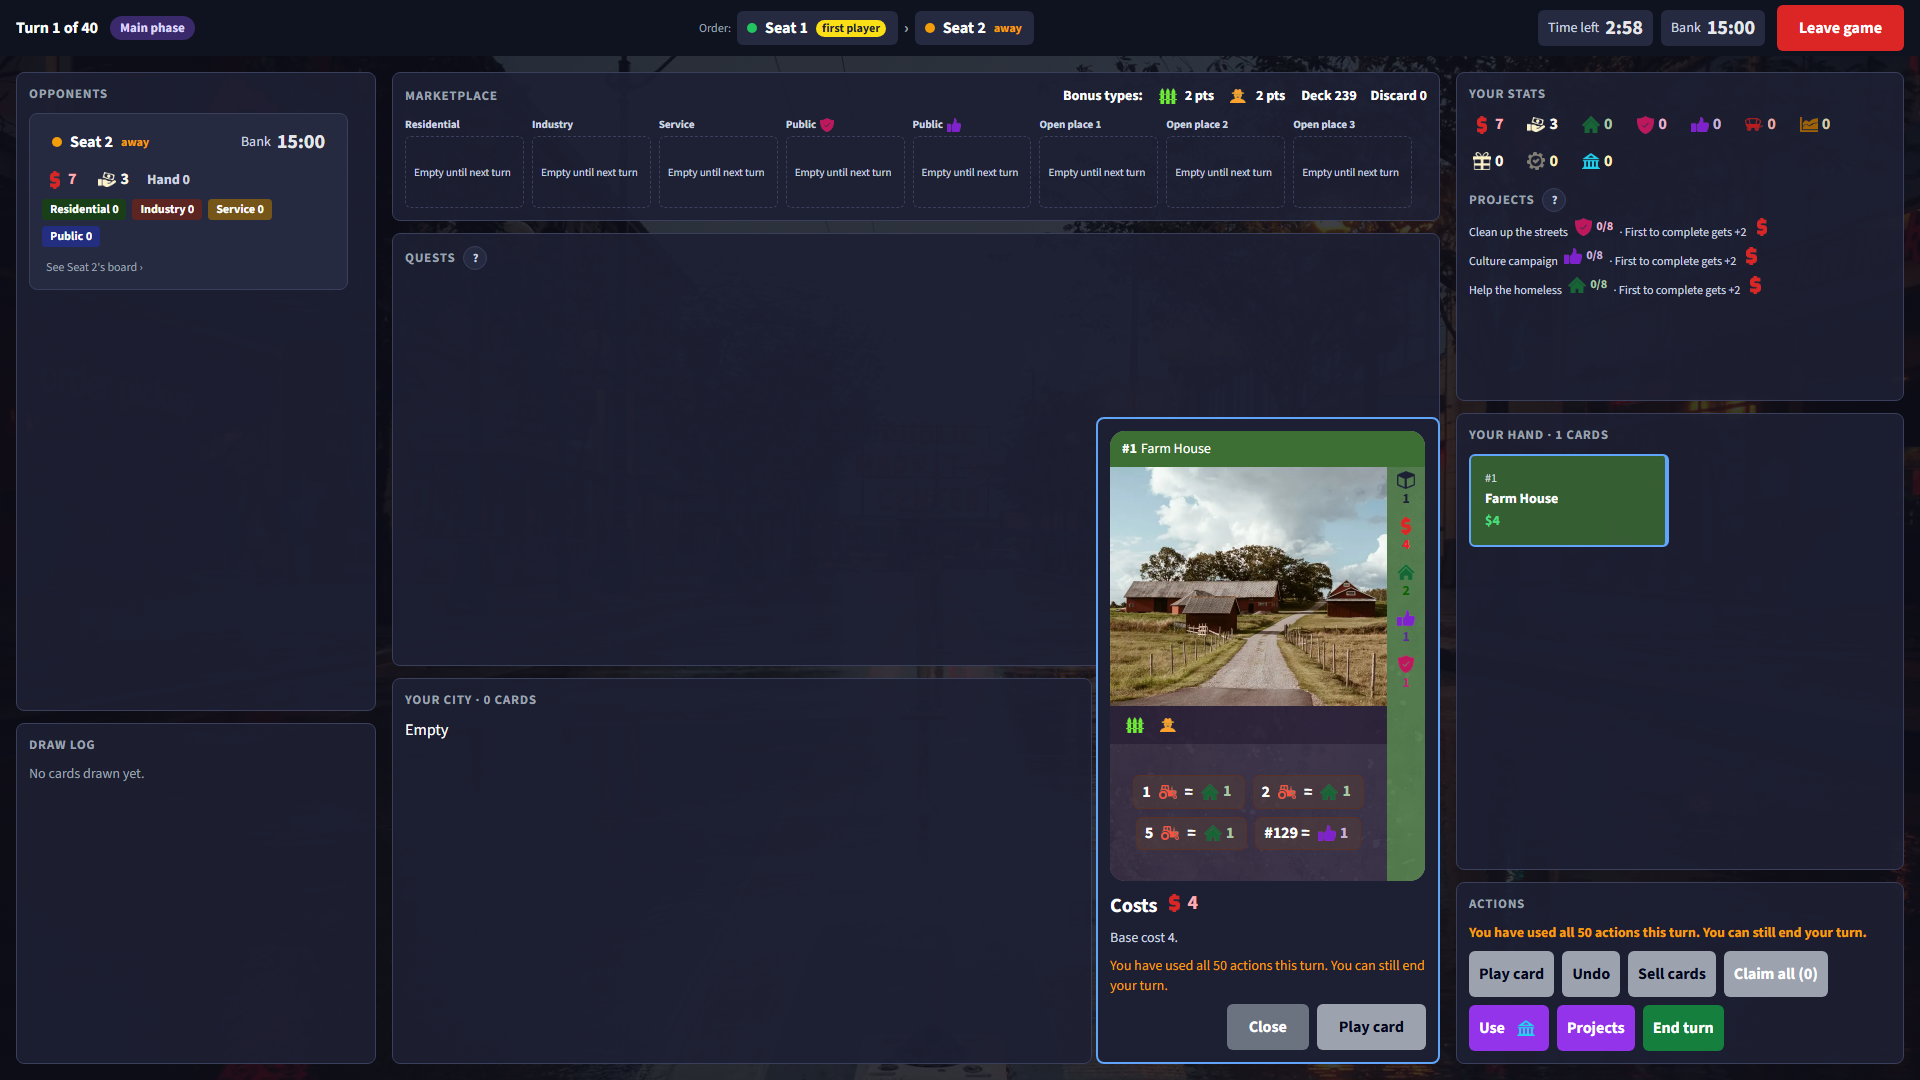 Turn 1 of 40 Main phase
Order: Seat 1 first player › Seat 2 away
Time left 2:58 Bank 15:00 Leave game
OPPONENTS
Seat 2 away Bank 15:00
7 3 Hand 0
Residential 0 Industry 0 Service 0
Public 0
See Seat 2's board ›
DRAW LOG
No cards drawn yet.
MARKETPLACE
Bonus types: 2 pts 2 pts Deck 239 Discard 0
Residential Industry Service Public Public Open place 1 Open place 2 Open place 3
Empty until next turn Empty until next turn Empty until next turn Empty until next turn Empty until next turn Empty until next turn Empty until next turn Empty until next turn
QUESTS ?
YOUR CITY · 0 CARDS
Empty
#1 Farm House
1
4
2
1
1
1 = 1 2 = 1
5 = 1 #129 = 1
Costs $ 4
Base cost 4.
You have used all 50 actions this turn. You can still end
your turn.
Close Play card
YOUR STATS
$ 7 3 0 0 0 0 0
0 0 0
PROJECTS ?
Clean up the streets 0/8 · First to complete gets +2 $
Culture campaign 0/8 · First to complete gets +2 $
Help the homeless 0/8 · First to complete gets +2 $
YOUR HAND · 1 CARDS
#1
Farm House
$4
ACTIONS
You have used all 50 actions this turn. You can still end your turn.
Play card Undo Sell cards Claim all (0)
Use Projects End turn